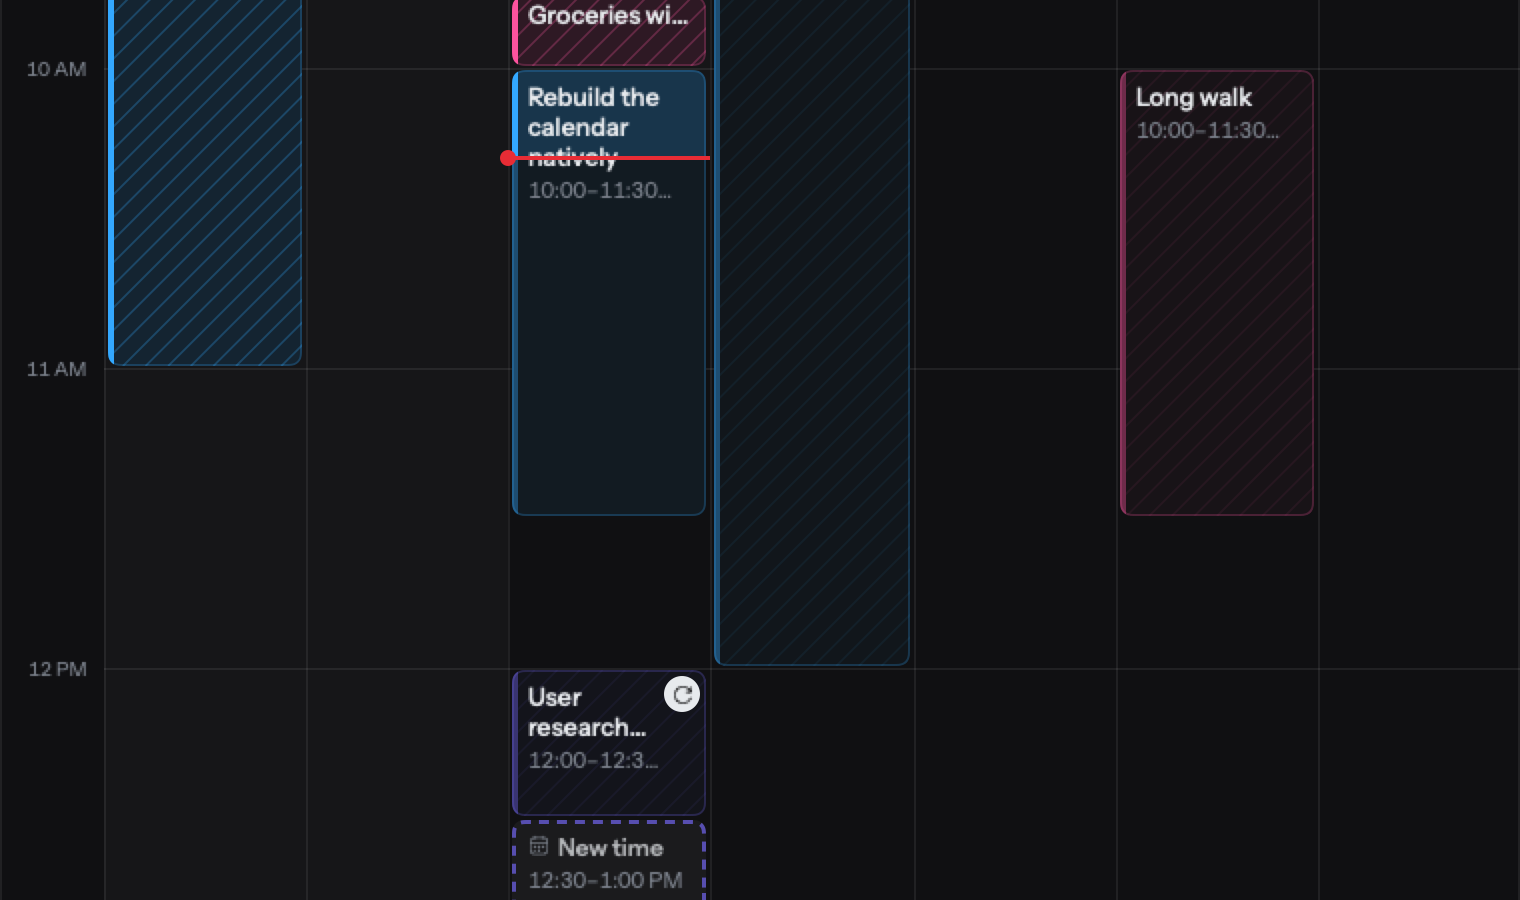 Groceries wi...
10 AM
Rebuild the
calendar
natively
10:00–11:30...
Long walk
10:00–11:30...
11 AM
12 PM
User
research...
12:00–12:3...
New time
12:30–1:00 PM